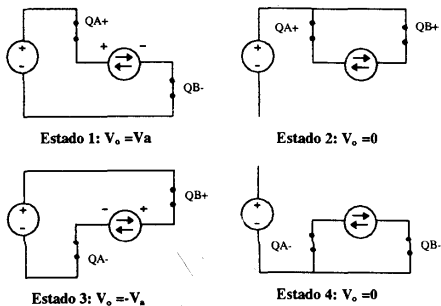 QA+
+
-
+
-
QB-
Estado 1: Vo =Va
QA+
QB+
+
-
Estado 2: Vo =0
QB+
-
+
+
-
QA-
Estado 3: Vo =-Va
+
-
QA-
QB-
Estado 4: Vo =0